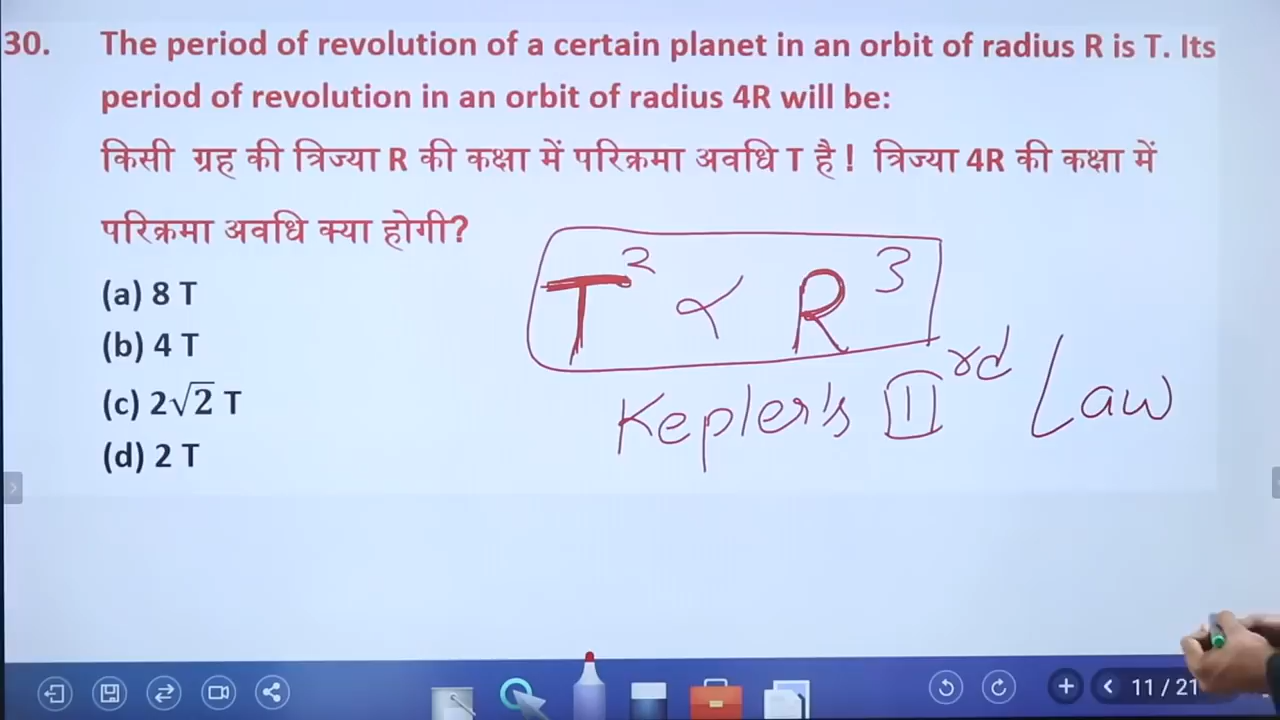 30. The period of revolution of a certain planet in an orbit of radius R is T. Its
period of revolution in an orbit of radius 4R will be:
किसी ग्रह की त्रिज्या R की कक्षा में परिक्रमा अवधि T है! त्रिज्या 4R की कक्षा में
परिक्रमा अवधि क्या होगी?
(a) 8 T
(b) 4 T
(c) 2√2 T
(d) 2 T
T² ∝ R³
Kepler's III rd Law
11 / 21